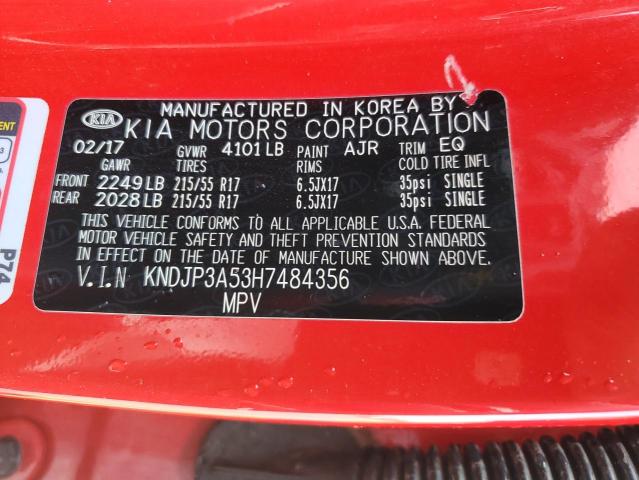 MANUFACTURED IN KOREA BY
KIA KIA MOTORS CORPORATION
02/17 GVWR 4101LB PAINT AJR TRIM EQ
GAWR TIRES RIMS COLD TIRE INFL
FRONT 2249LB 215/55 R17 6.5JX17 35psi SINGLE
REAR 2028LB 215/55 R17 6.5JX17 35psi SINGLE
THIS VEHICLE CONFORMS TO ALL APPLICABLE U.S.A. FEDERAL
MOTOR VEHICLE SAFETY AND THEFT PREVENTION STANDARDS
IN EFFECT ON THE DATE OF MANUFACTURE SHOWN ABOVE.
V.I.N KNDJP3A53H7484356
MPV
P74